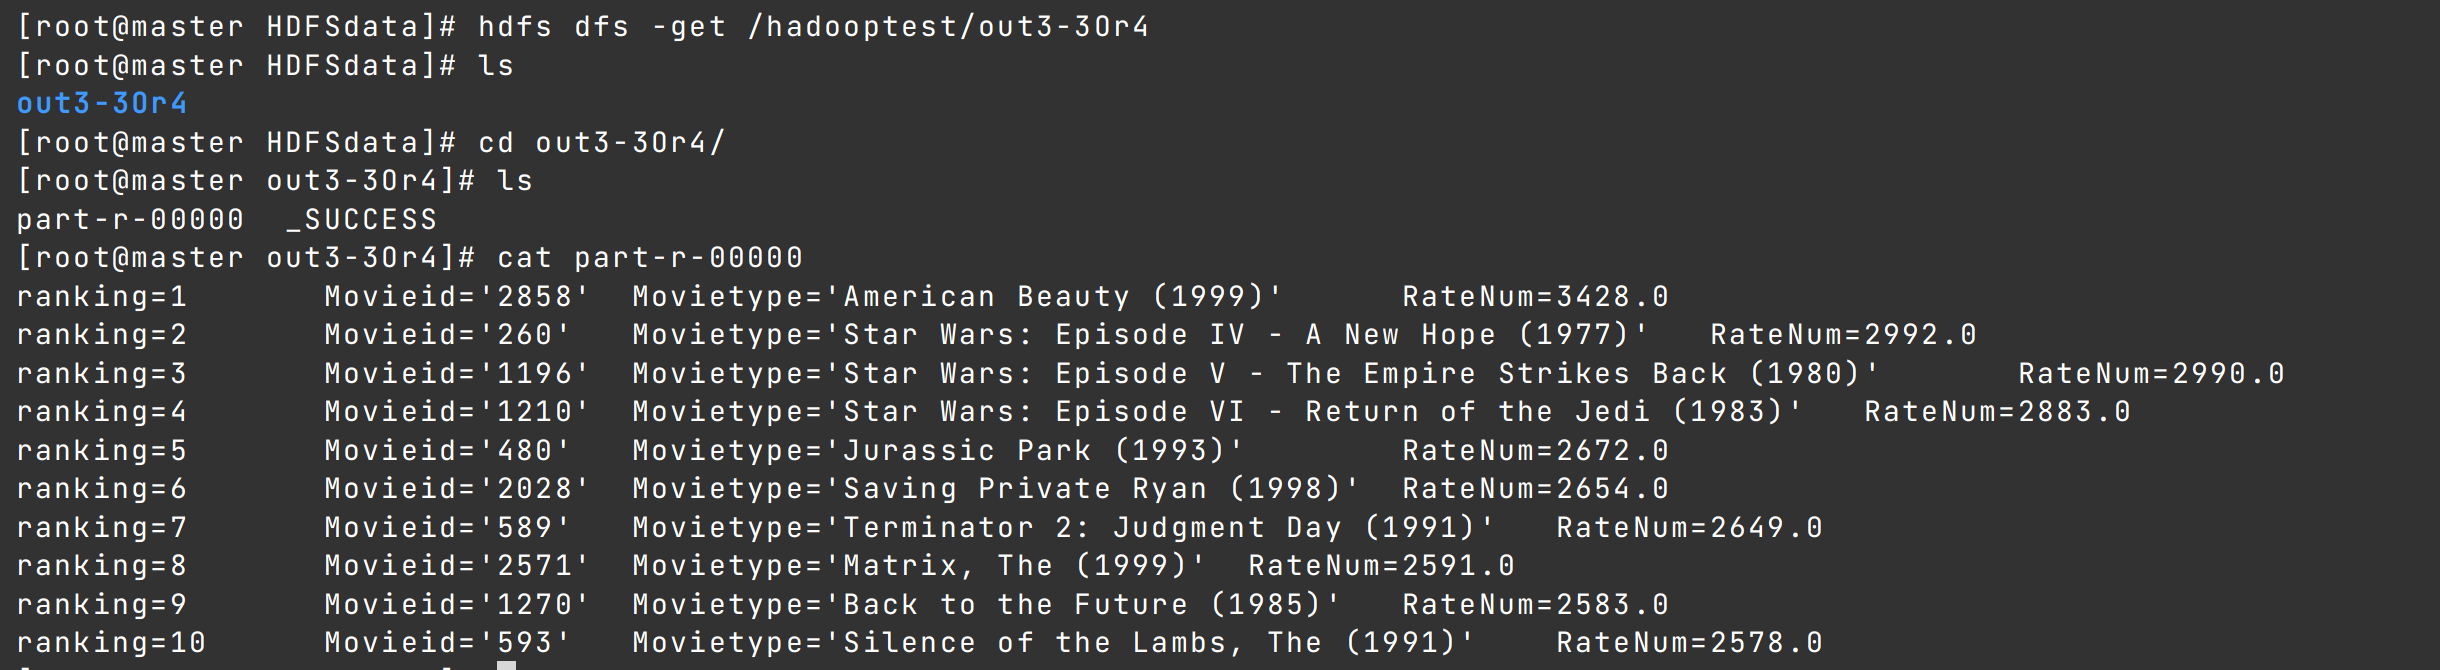 [root@master HDFSdata]# hdfs dfs -get /hadooptest/out3-3Or4
[root@master HDFSdata]# ls
out3-3Or4
[root@master HDFSdata]# cd out3-3Or4/
[root@master out3-3Or4]# ls
part-r-00000  _SUCCESS
[root@master out3-3Or4]# cat part-r-00000
ranking=1       Movieid='2858'  Movietype='American Beauty (1999)'      RateNum=3428.0
ranking=2       Movieid='260'   Movietype='Star Wars: Episode IV - A New Hope (1977)'   RateNum=2992.0
ranking=3       Movieid='1196'  Movietype='Star Wars: Episode V - The Empire Strikes Back (1980)'       RateNum=2990.0
ranking=4       Movieid='1210'  Movietype='Star Wars: Episode VI - Return of the Jedi (1983)'   RateNum=2883.0
ranking=5       Movieid='480'   Movietype='Jurassic Park (1993)'        RateNum=2672.0
ranking=6       Movieid='2028'  Movietype='Saving Private Ryan (1998)'  RateNum=2654.0
ranking=7       Movieid='589'   Movietype='Terminator 2: Judgment Day (1991)'   RateNum=2649.0
ranking=8       Movieid='2571'  Movietype='Matrix, The (1999)'  RateNum=2591.0
ranking=9       Movieid='1270'  Movietype='Back to the Future (1985)'   RateNum=2583.0
ranking=10      Movieid='593'   Movietype='Silence of the Lambs, The (1991)'    RateNum=2578.0